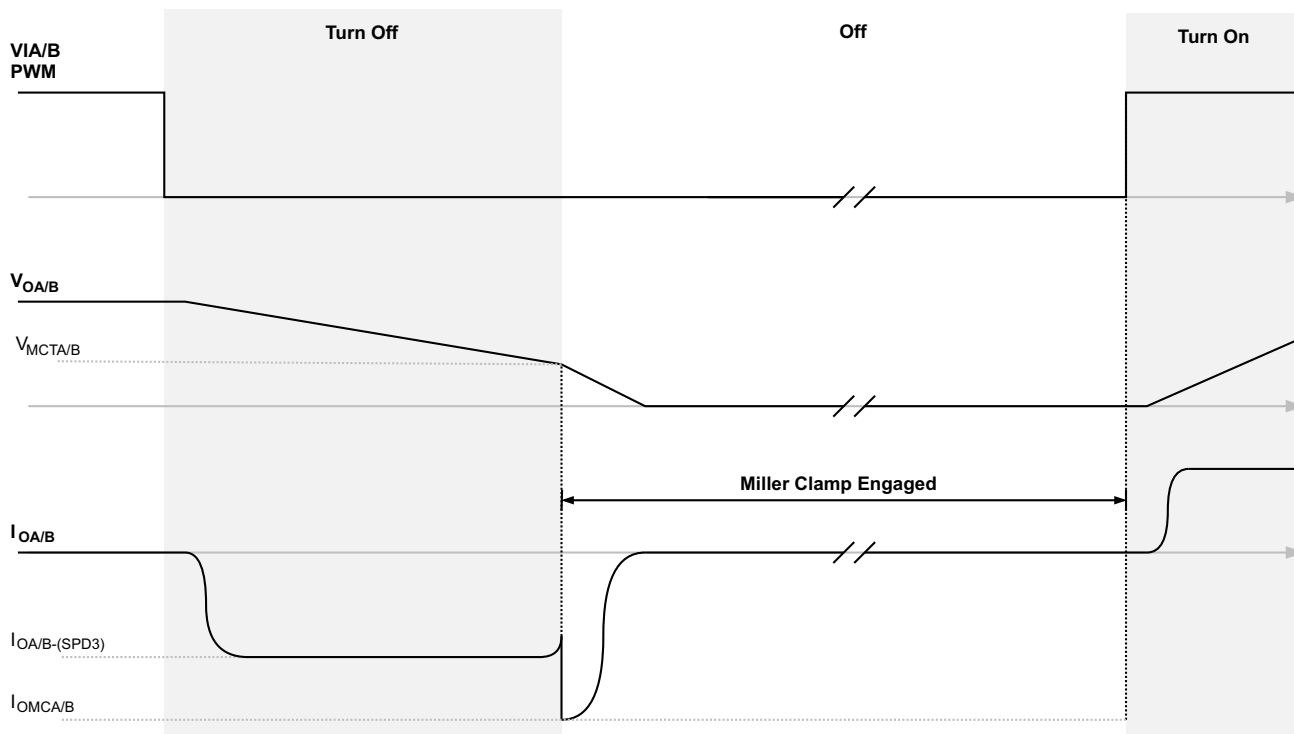 Turn Off
Off
Turn On
VIA/B
PWM
VOA/B
VMCTA/B
Miller Clamp Engaged
IOA/B
IOA/B-(SPD3)
IOMCA/B